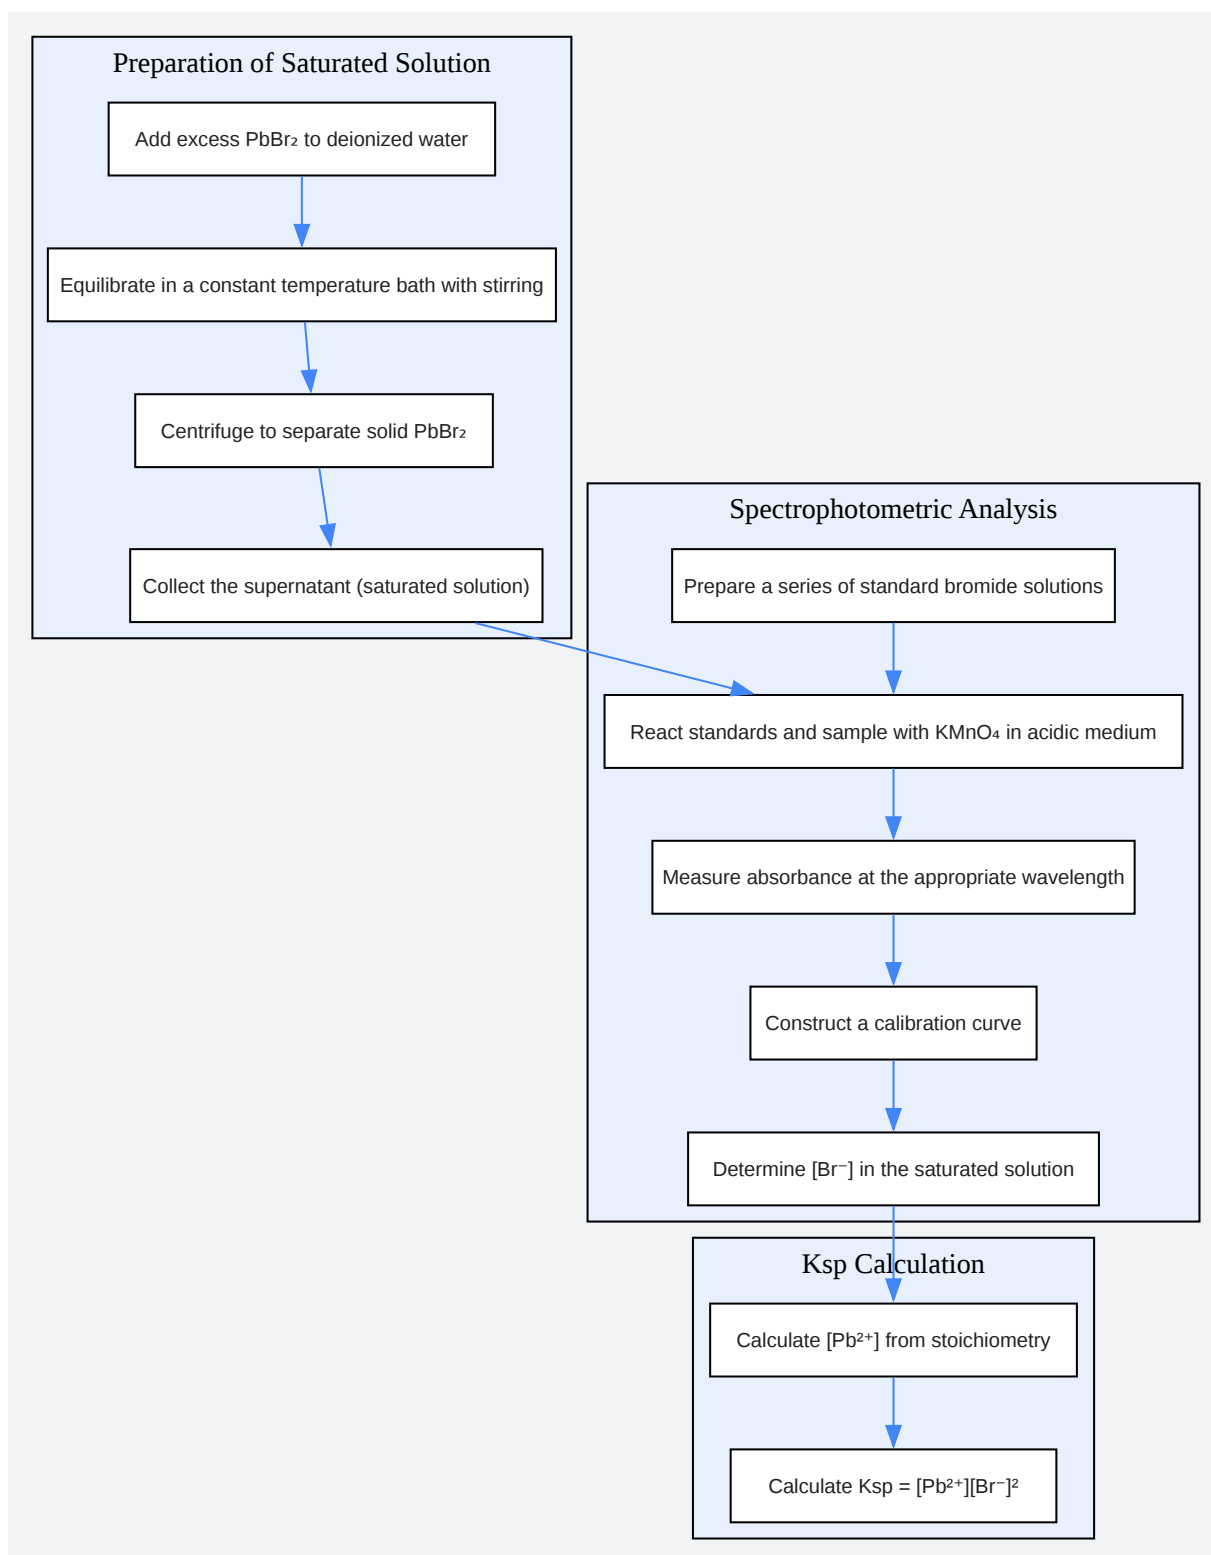 Preparation of Saturated Solution
Add excess PbBr₂ to deionized water
Equilibrate in a constant temperature bath with stirring
Centrifuge to separate solid PbBr₂
Collect the supernatant (saturated solution)
Spectrophotometric Analysis
Prepare a series of standard bromide solutions
React standards and sample with KMnO₄ in acidic medium
Measure absorbance at the appropriate wavelength
Construct a calibration curve
Determine [Br⁻] in the saturated solution
Ksp Calculation
Calculate [Pb²⁺] from stoichiometry
Calculate Ksp = [Pb²⁺][Br⁻]²